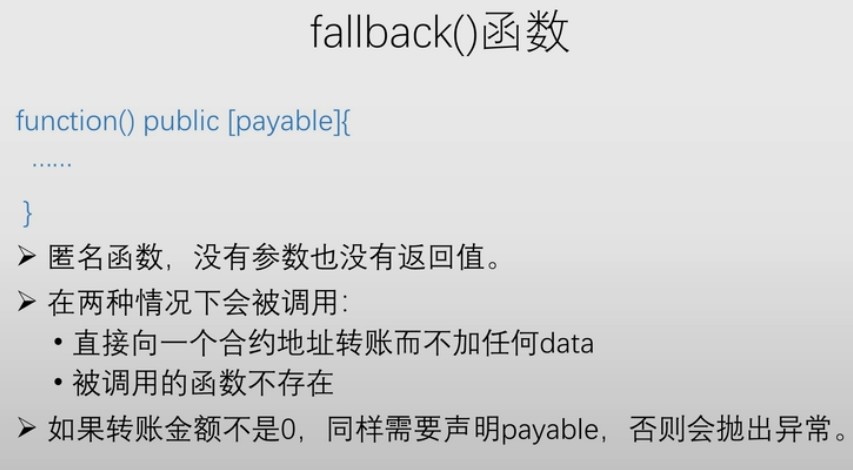 fallback()函数
function() public [payable]{
……
}
➢ 匿名函数，没有参数也没有返回值。
➢ 在两种情况下会被调用：
• 直接向一个合约地址转账而不加任何data
• 被调用的函数不存在
➢ 如果转账金额不是0，同样需要声明payable，否则会抛出异常。